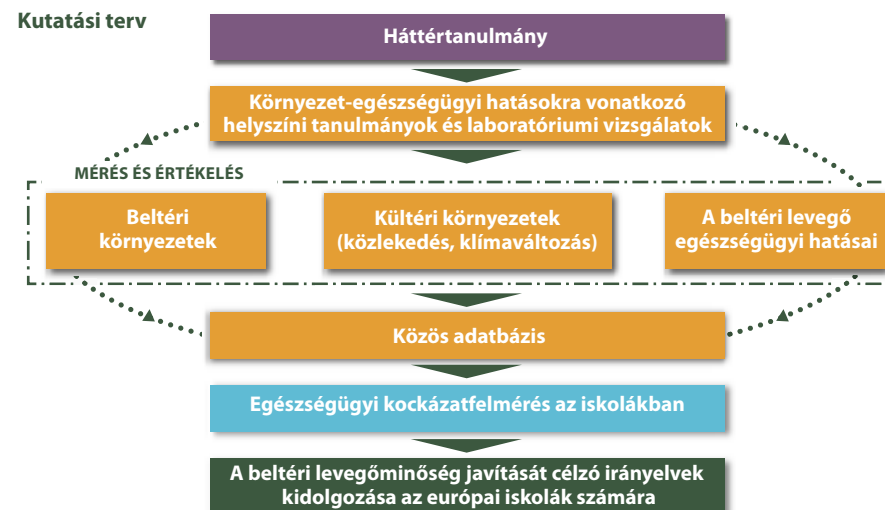 Kutatási terv
Háttértanulmány
Környezet-egészségügyi hatásokra vonatkozó
helyszíni tanulmányok és laboratóriumi vizsgálatok
MÉRÉS ÉS ÉRTÉKELÉS
Beltéri
környezetek
Kültéri környezetek
(közlekedés, klímaváltozás)
A beltéri levegő
egészségügyi hatásai
Közös adatbázis
Egészségügyi kockázatfelmérés az iskolákban
A beltéri levegőminőség javítását célzó irányelvek
kidolgozása az európai iskolák számára